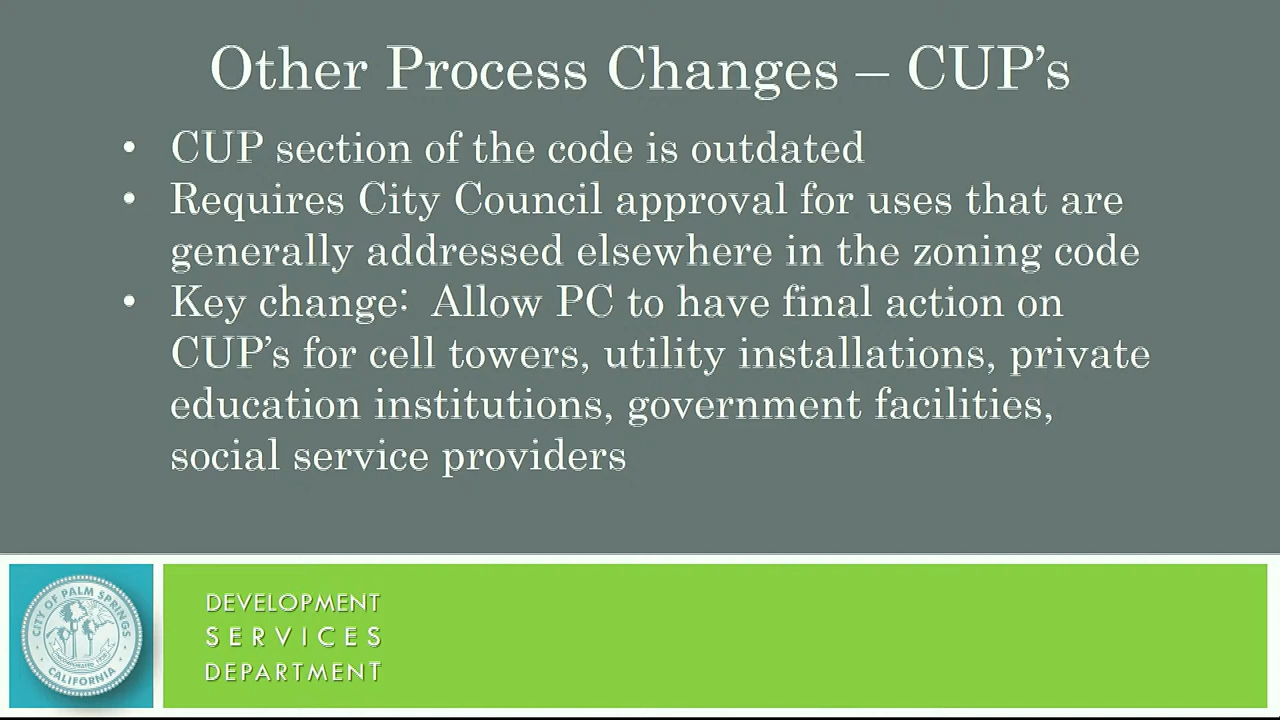 Other Process Changes – CUP’s
• CUP section of the code is outdated
• Requires City Council approval for uses that are
generally addressed elsewhere in the zoning code
• Key change:  Allow PC to have final action on
CUP’s for cell towers, utility installations, private
education institutions, government facilities,
social service providers
CITY OF PALM SPRINGS
CALIFORNIA
DEVELOPMENT
SERVICES
DEPARTMENT